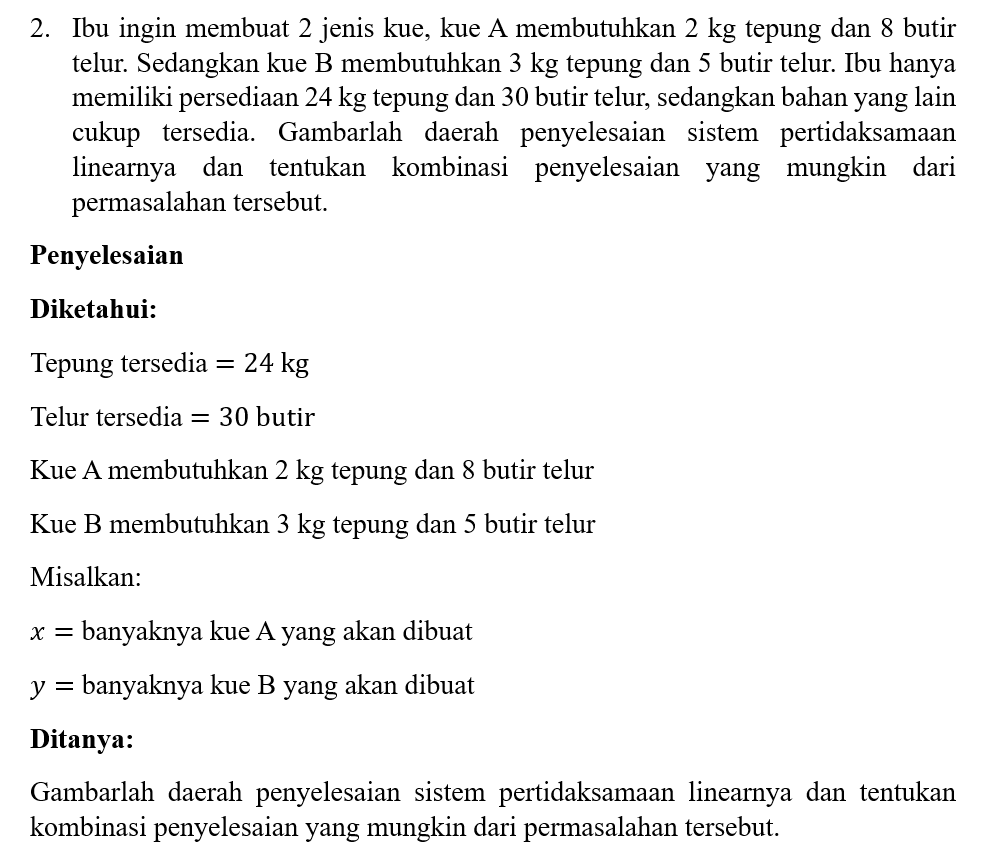 2. Ibu ingin membuat 2 jenis kue, kue A membutuhkan 2 kg tepung dan 8 butir
telur. Sedangkan kue B membutuhkan 3 kg tepung dan 5 butir telur. Ibu hanya
memiliki persediaan 24 kg tepung dan 30 butir telur, sedangkan bahan yang lain
cukup tersedia. Gambarlah daerah penyelesaian sistem pertidaksamaan
linearnya dan tentukan kombinasi penyelesaian yang mungkin dari
permasalahan tersebut.
Penyelesaian
Diketahui:
Tepung tersedia = 24 kg
Telur tersedia = 30 butir
Kue A membutuhkan 2 kg tepung dan 8 butir telur
Kue B membutuhkan 3 kg tepung dan 5 butir telur
Misalkan:
x = banyaknya kue A yang akan dibuat
y = banyaknya kue B yang akan dibuat
Ditanya:
Gambarlah daerah penyelesaian sistem pertidaksamaan linearnya dan tentukan
kombinasi penyelesaian yang mungkin dari permasalahan tersebut.